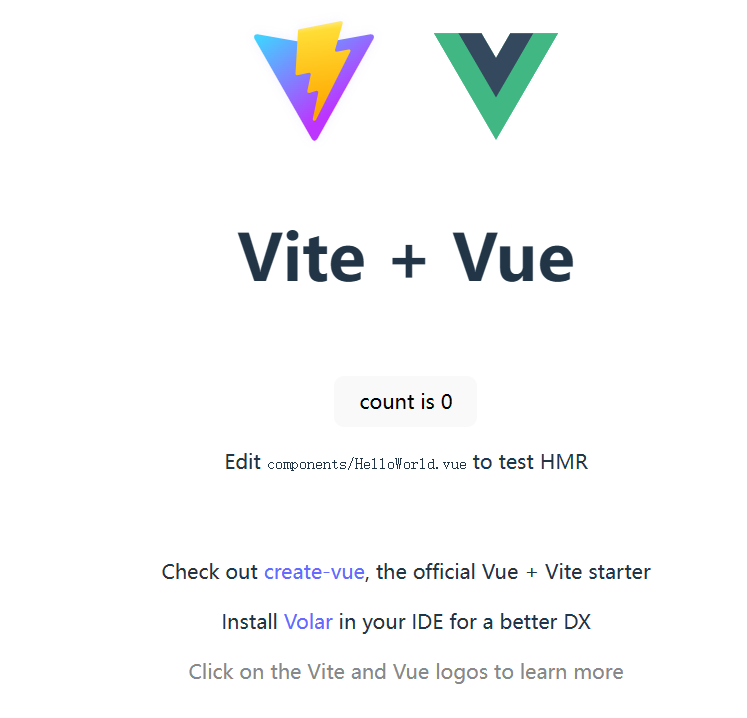 Vite + Vue
count is 0
Edit components/HelloWorld.vue to test HMR
Check out create-vue, the official Vue + Vite starter
Install Volar in your IDE for a better DX
Click on the Vite and Vue logos to learn more